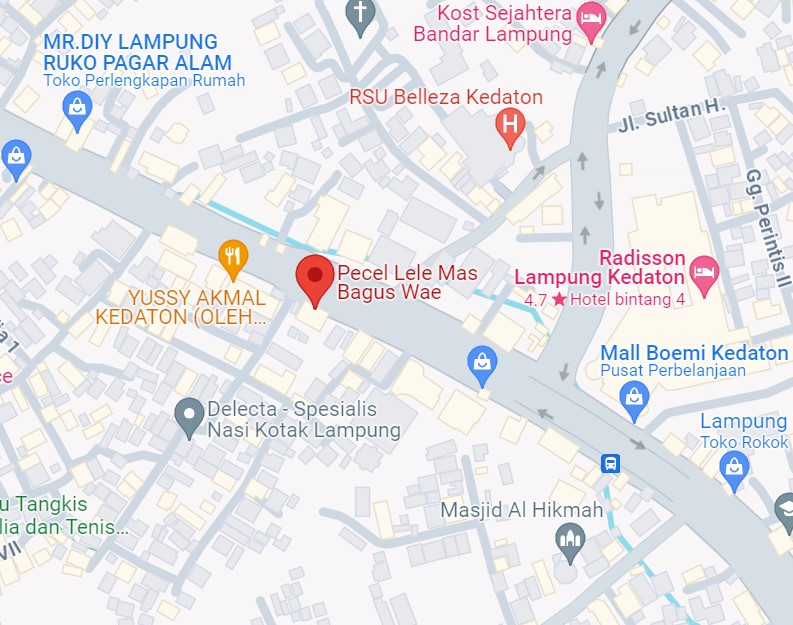 Kost Sejahtera
Bandar Lampung
MR.DIY LAMPUNG
RUKO PAGAR ALAM
Toko Perlengkapan Rumah
RSU Belleza Kedaton
H
Jl. Sultan H.
Gg. Perintis II
Radisson
Lampung Kedaton
4.7★Hotel bintang 4
Pecel Lele Mas
Bagus Wae
YUSSY AKMAL
KEDATON (OLEH...
Mall Boemi Kedaton
Pusat Perbelanjaan
Delecta - Spesialis
Nasi Kotak Lampung
Lampung
Toko Rokok
Masjid Al Hikmah
Tangkis
dan Tenis...